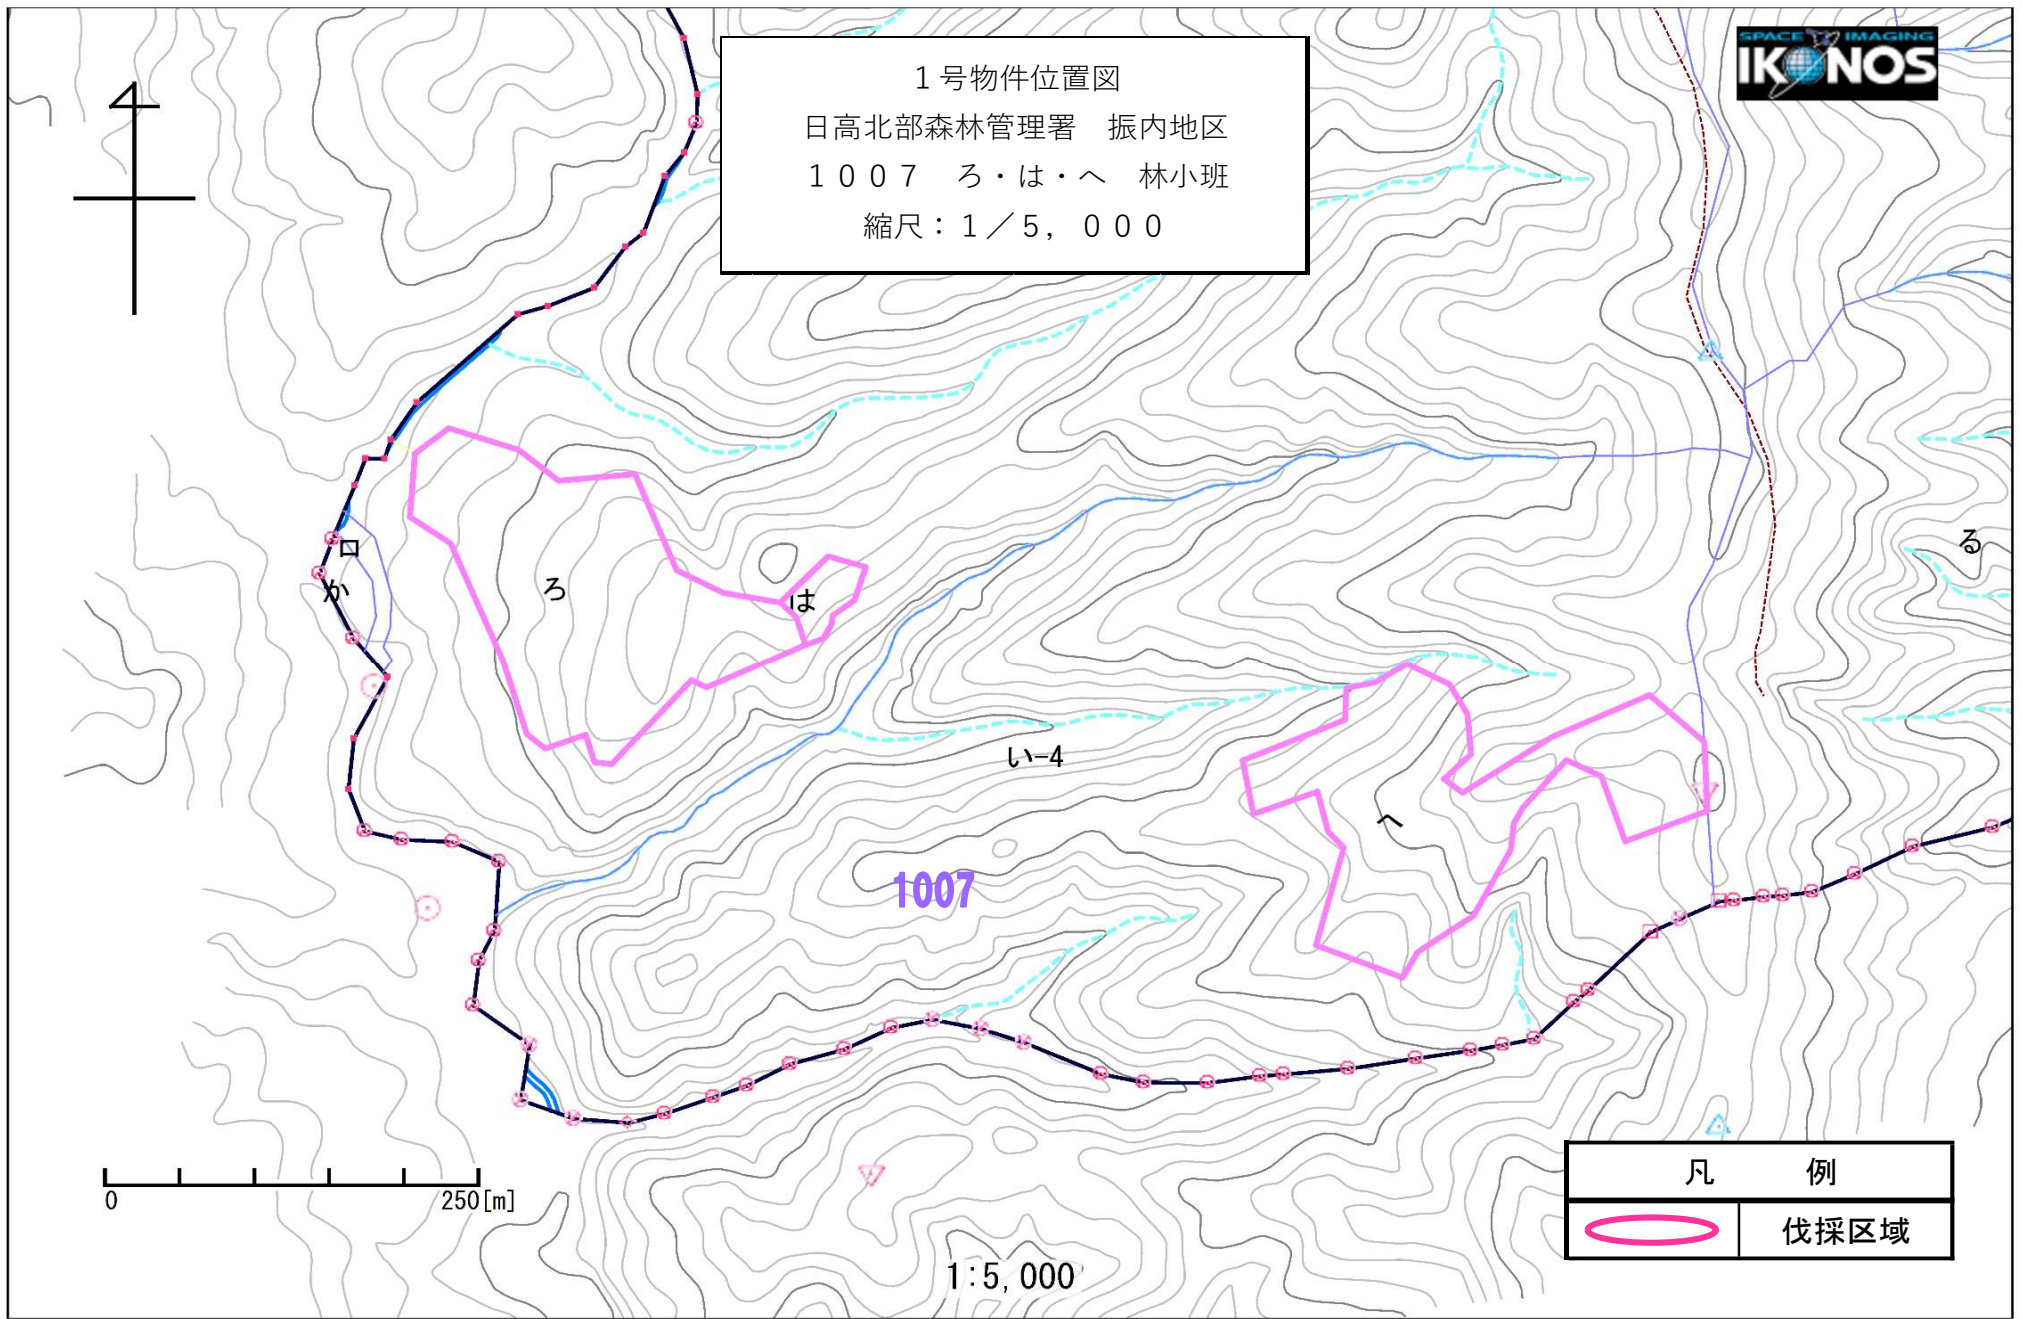 １号物件位置図
日高北部森林管理署　振内地区
１００７　ろ・は・へ　林小班
縮尺：１／５，０００
SPACE IMAGING
IKONOS
ロ
か
ろ
は
る
い-4
へ
1007
0 250[m]
1:5,000
凡　例
伐採区域